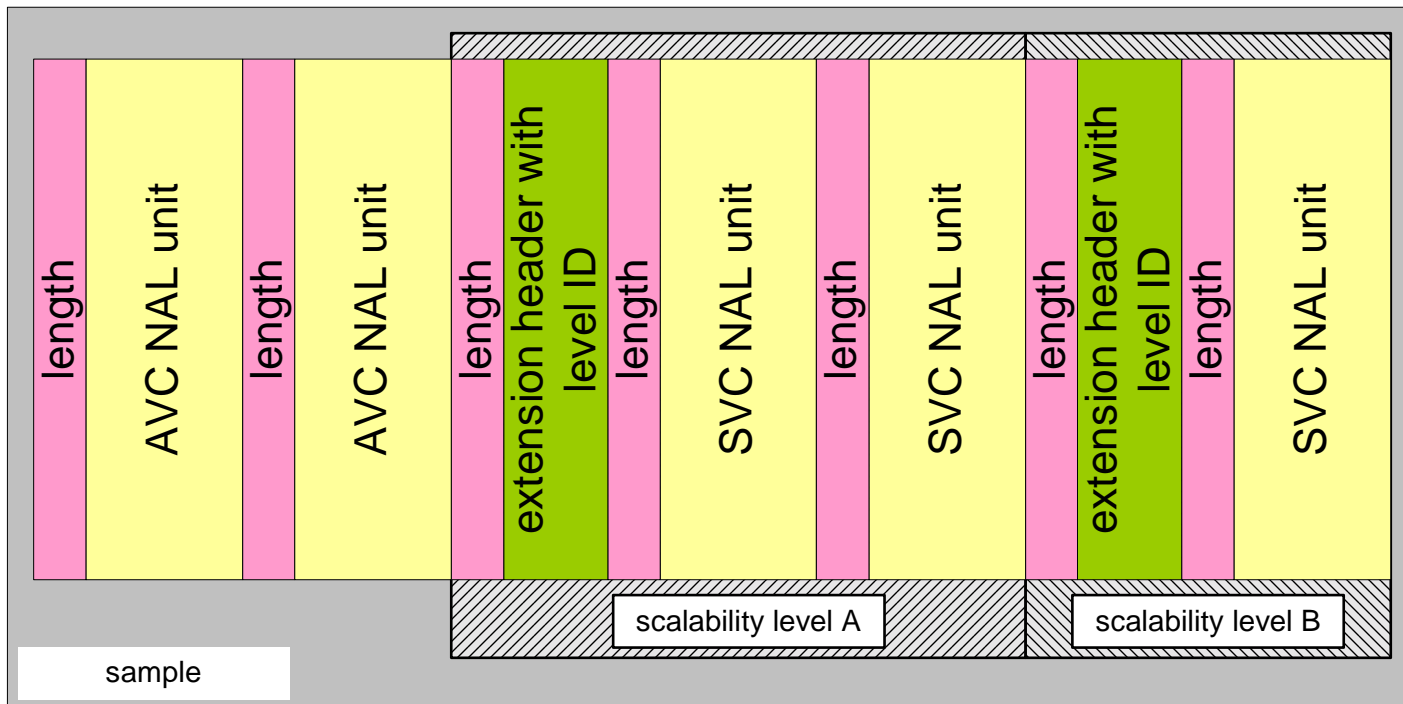 length
AVC NAL unit
length
AVC NAL unit
length
extension header with
level ID
length
SVC NAL unit
length
SVC NAL unit
length
extension header with
level ID
length
SVC NAL unit
scalability level A
scalability level B
sample